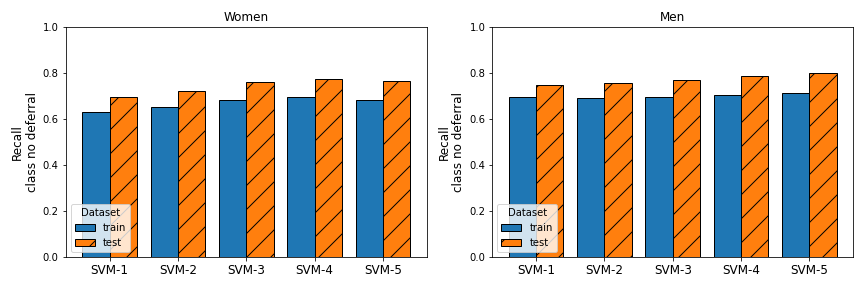 Women
Recall
class no deferral
1.0
0.8
0.6
0.4
0.2
0.0
Dataset
train
test
SVM-1 SVM-2 SVM-3 SVM-4 SVM-5
Men
Recall
class no deferral
1.0
0.8
0.6
0.4
0.2
0.0
Dataset
train
test
SVM-1 SVM-2 SVM-3 SVM-4 SVM-5